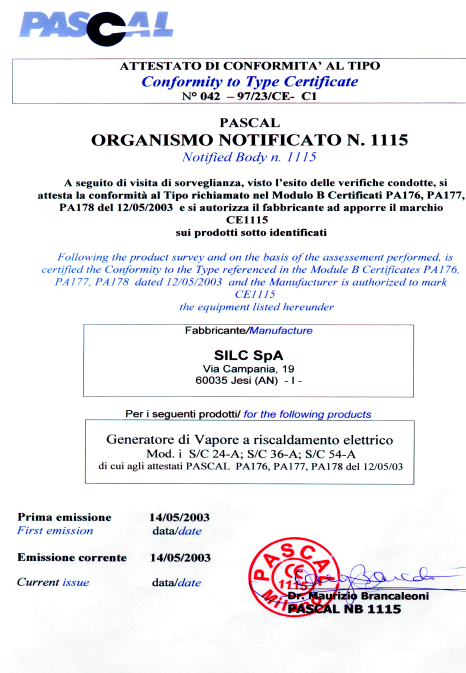 PASCAL
ATTESTATO DI CONFORMITA' AL TIPO
Conformity to Type Certificate
N° 042 – 97/23/CE- C1
PASCAL
ORGANISMO NOTIFICATO N. 1115
Notified Body n. 1115
A seguito di visita di sorveglianza, visto l'esito delle verifiche condotte, si
attesta la conformità al Tipo richiamato nel Modulo B Certificati PA176, PA177,
PA178 del 12/05/2003 e si autorizza il fabbricante ad apporre il marchio
CE1115
sui prodotti sotto identificati
Following the product survey and on the basis of the assessement performed, is
certified the Conformity to the Type referenced in the Module B Certificates PA176,
PA177, PA178 dated 12/05/2003 and the Manufacturer is authorized to mark
CE1115
the equipment listed hereunder
Fabbricante/Manufacture
SILC SpA
Via Campania, 19
60035 Jesi (AN) - I -
Per i seguenti prodotti/ for the following products
Generatore di Vapore a riscaldamento elettrico
Mod. i S/C 24-A; S/C 36-A; S/C 54-A
di cui agli attestati PASCAL PA176, PA177, PA178 del 12/05/03
Prima emissione 14/05/2003
First emission data/date
Emissione corrente 14/05/2003
Current issue data/date
PASCAL
CE
1115
Milano
Dr. Maurizio Brancaleoni
PASCAL NB 1115